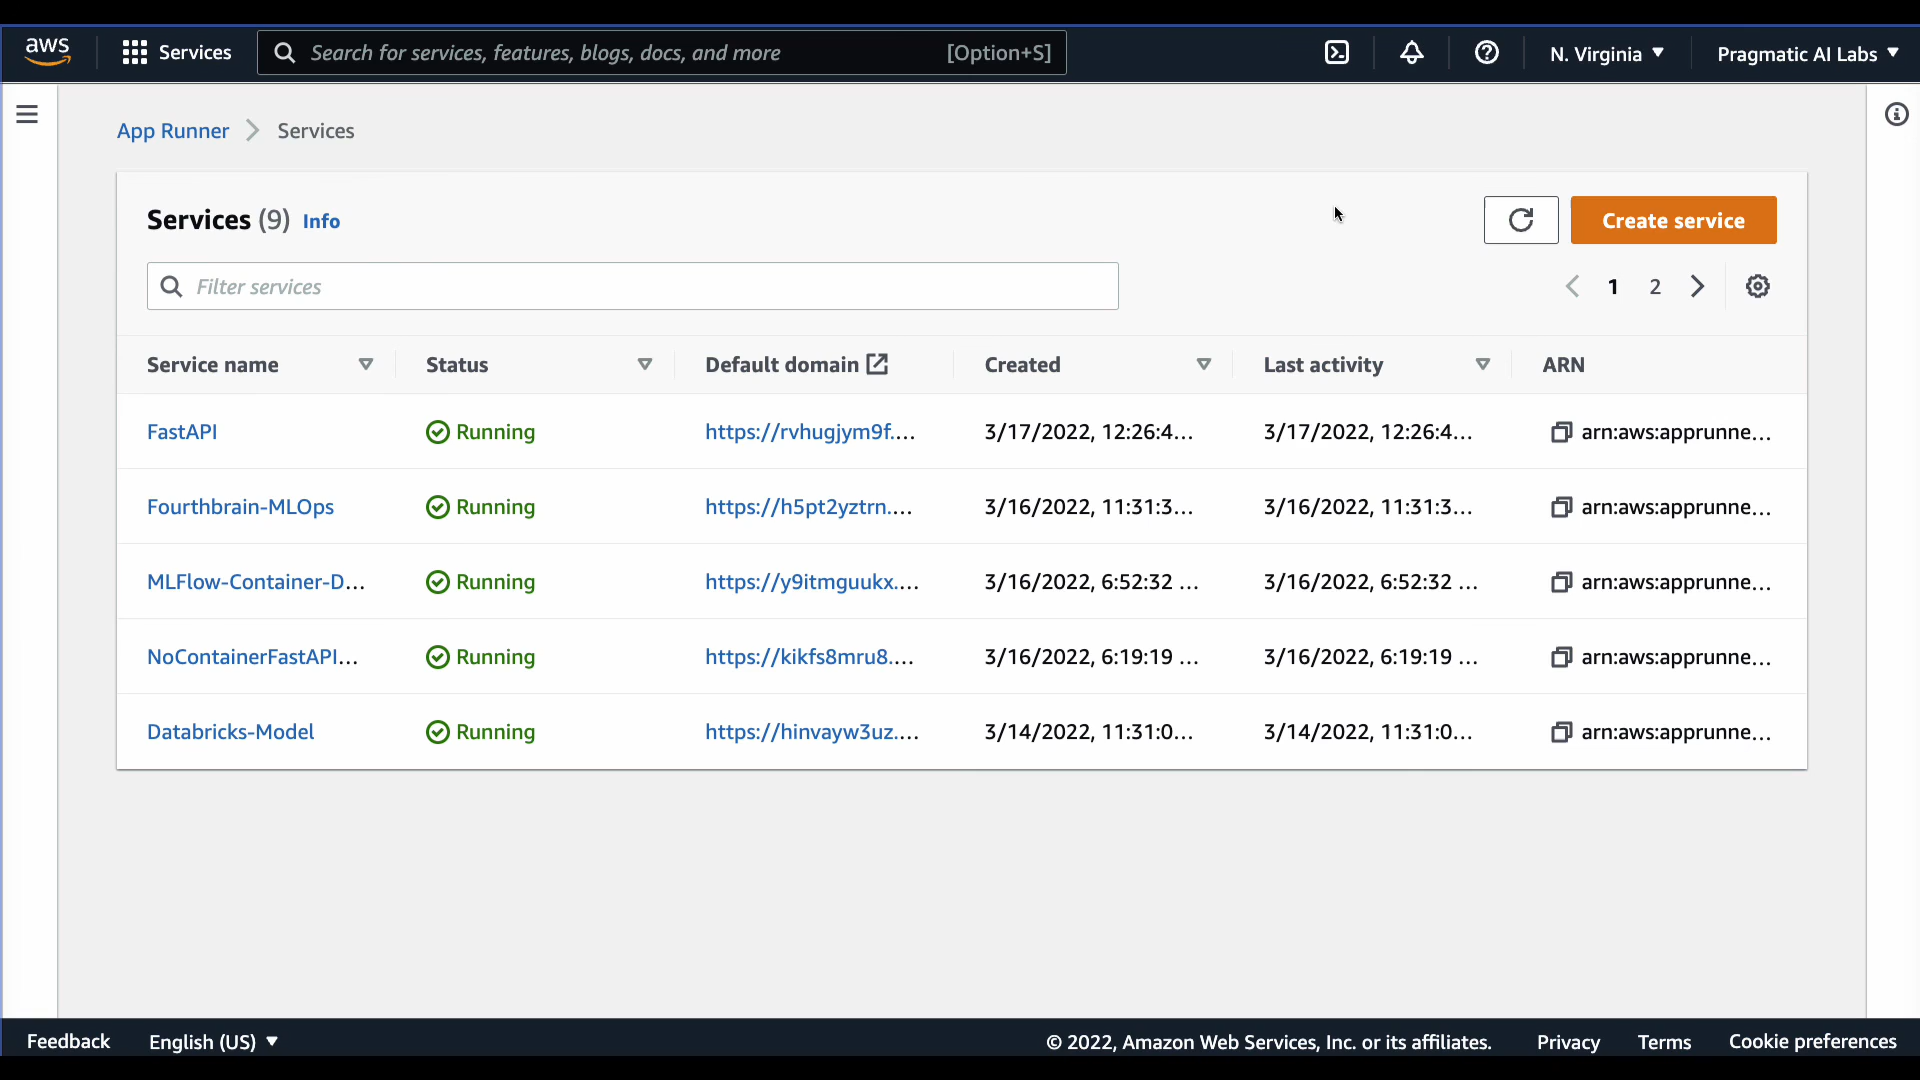 aws Services Search for services, features, blogs, docs, and more [Option+S] N. Virginia Pragmatic AI Labs
App Runner Services
Services (9) Info Create service
Filter services 1 2
Service name Status Default domain Created Last activity ARN
FastAPI Running https://rvhugjym9f.... 3/17/2022, 12:26:4... 3/17/2022, 12:26:4... arn:aws:apprunne...
Fourthbrain-MLOps Running https://h5pt2yztrn.... 3/16/2022, 11:31:3... 3/16/2022, 11:31:3... arn:aws:apprunne...
MLFlow-Container-D... Running https://y9itmguukx.... 3/16/2022, 6:52:32 ... 3/16/2022, 6:52:32 ... arn:aws:apprunne...
NoContainerFastAPI... Running https://kikfs8mru8.... 3/16/2022, 6:19:19 ... 3/16/2022, 6:19:19 ... arn:aws:apprunne...
Databricks-Model Running https://hinvayw3uz.... 3/14/2022, 11:31:0... 3/14/2022, 11:31:0... arn:aws:apprunne...
Feedback English (US) © 2022, Amazon Web Services, Inc. or its affiliates. Privacy Terms Cookie preferences